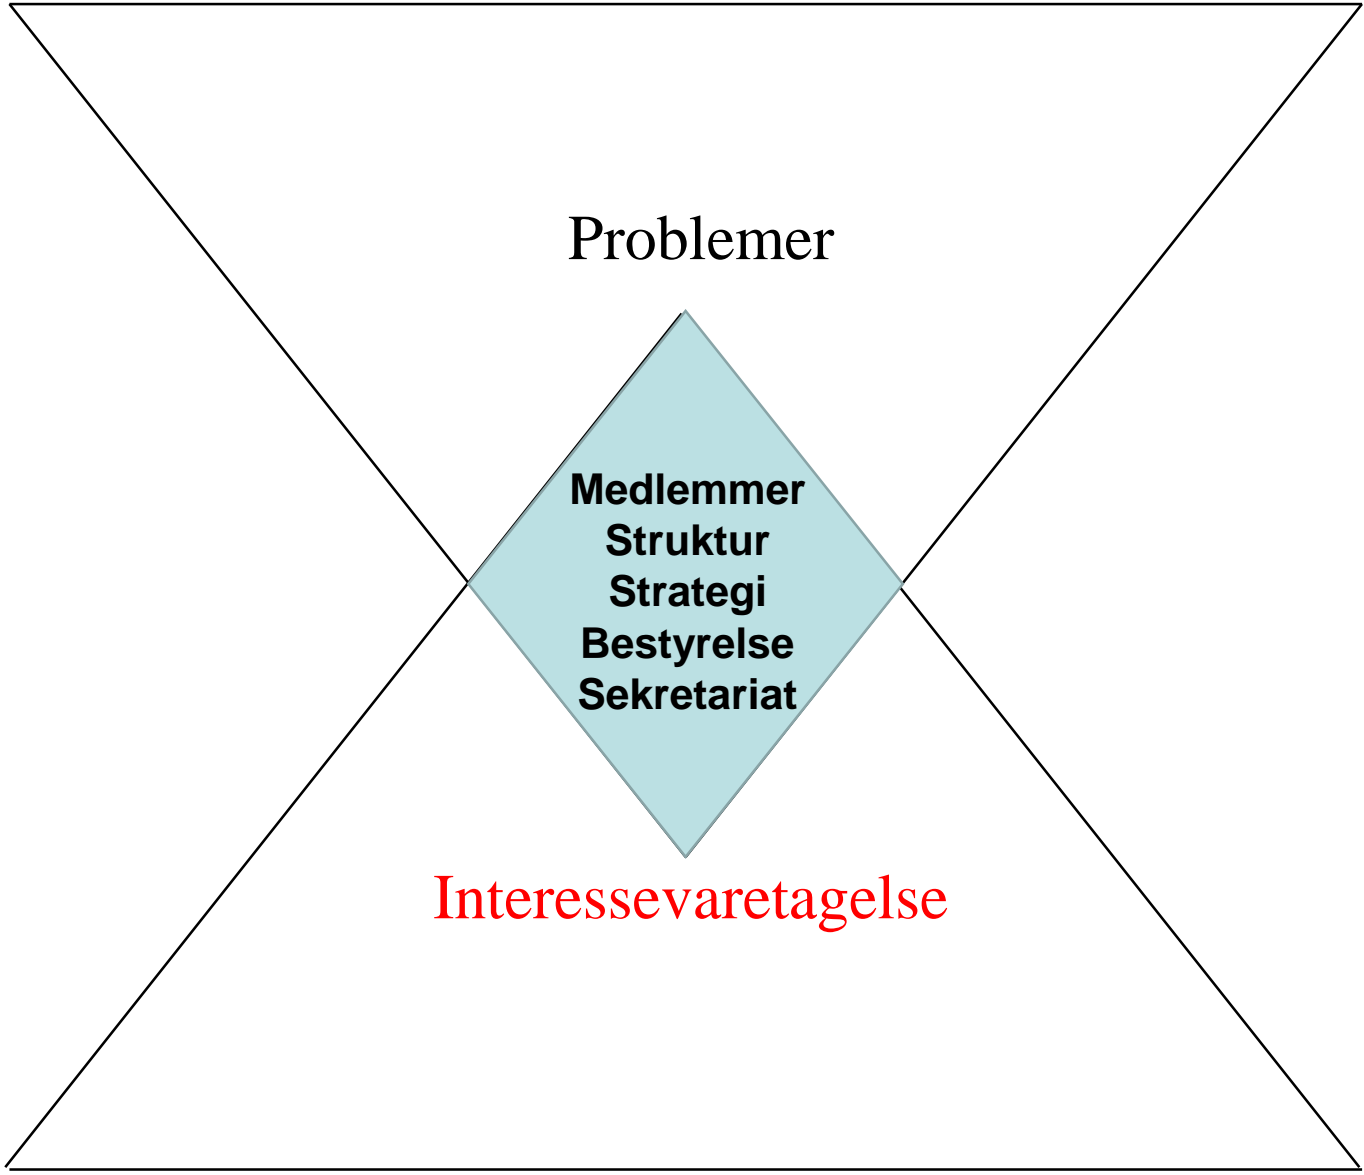 Problemer
Medlemmer
Struktur
Strategi
Bestyrelse
Sekretariat
Interessevaretagelse